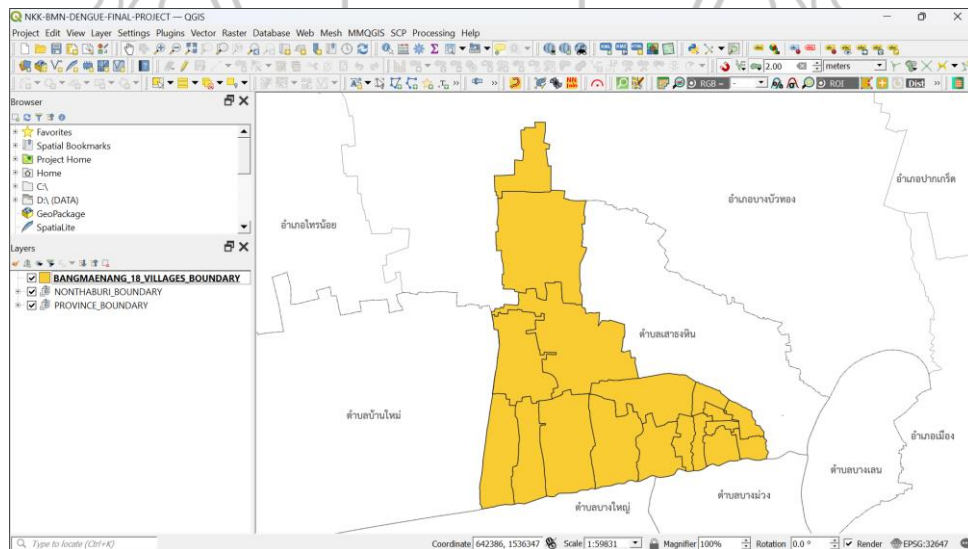 NKK-BMN-DENGUE-FINAL-PROJECT — QGIS
Project Edit View Layer Settings Plugins Vector Raster Database Web Mesh MMQGIS SCP Processing Help
2.00 meters
RGB = - ROI Dist »
Browser
Favorites
Spatial Bookmarks
Project Home
Home
C:\
D:\ (DATA)
GeoPackage
SpatiaLite
Layers
BANGMAENANG_18_VILLAGES_BOUNDARY
NONTHABURI_BOUNDARY
PROVINCE_BOUNDARY
อำเภอปากเกร็ด
อำเภอบางบัวทอง
อำเภอไทรน้อย
ตำบลเสาธงหิน
ตำบลบ้านใหม่
อำเภอเมือง
ตำบลบางเลน
ตำบลบางม่วง
ตำบลบางใหญ่
Type to locate (Ctrl+K) Coordinate 642386, 1536347 Scale 1:59831 Magnifier 100% Rotation 0.0 ° Render EPSG:32647